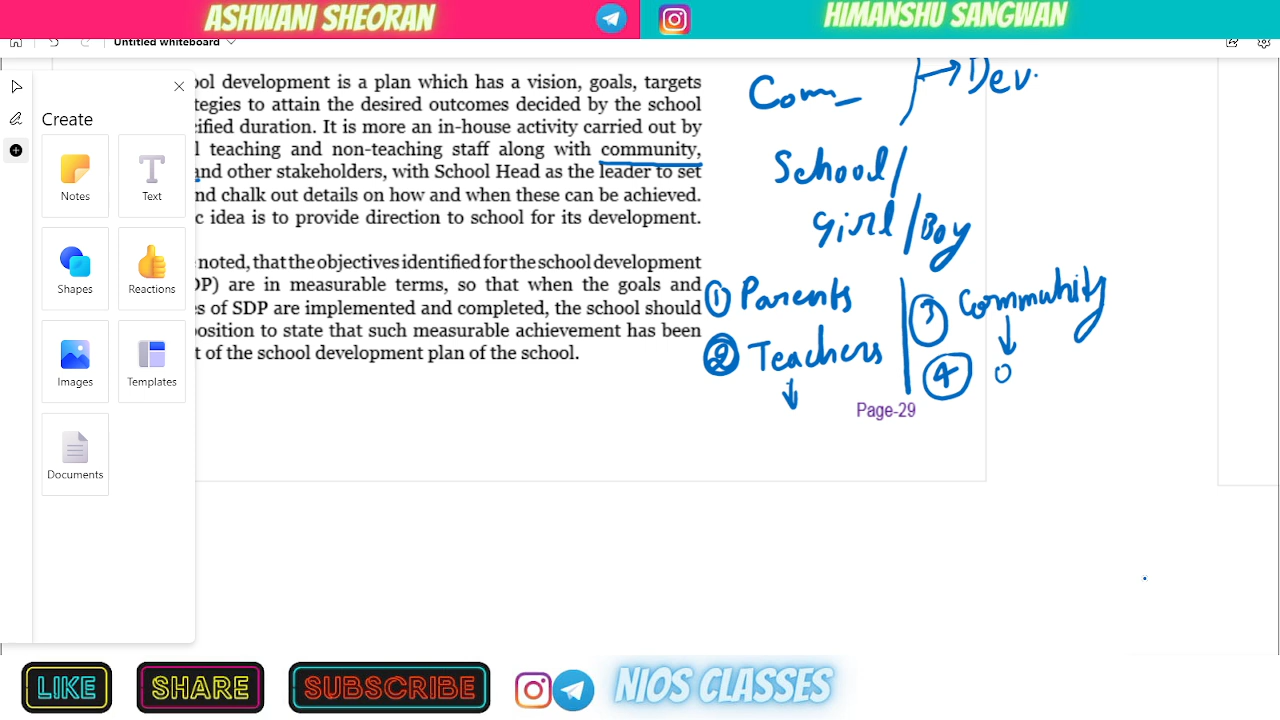 ASHWANI SHEORAN
HIMANSHU SANGWAN
Untitled whiteboard
Create
Notes
Text
Shapes
Reactions
Images
Templates
Documents
ol development is a plan which has a vision, goals, targets
tegies to attain the desired outcomes decided by the school
ified duration. It is more an in-house activity carried out by
l teaching and non-teaching staff along with community,
nd other stakeholders, with School Head as the leader to set
nd chalk out details on how and when these can be achieved.
c idea is to provide direction to school for its development.
noted, that the objectives identified for the school development
DP) are in measurable terms, so that when the goals and
s of SDP are implemented and completed, the school should
osition to state that such measurable achievement has been
t of the school development plan of the school.
Com_ → Dev.
School/
Girl/Boy
① Parents
② Teachers
③ Community
④
Page-29
LIKE
SHARE
SUBSCRIBE
NIOS CLASSES